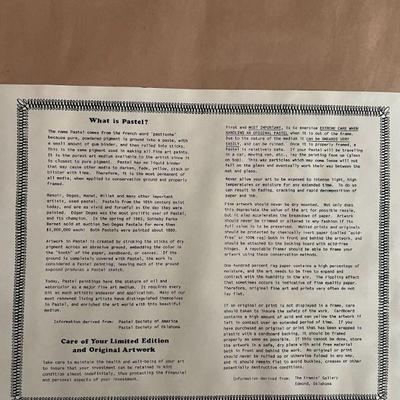 What is Pastel?
The name Pastel comes from the French word "pastiche"
because pure, powdered pigment is ground into a paste, with
a small amount of gum binder, and then rolled into sticks.
This is the same pigment used in making all fine art paints.
It is the purest art medium available to the artist since it
is closest to pure pigment. Pastel has no liquid binder
that may cause other media to darken, fade, yellow, crack or
blister with time. Therefore, it is the most permanent of
all media, when applied to conservation ground and properly
framed.
Renoir, Degas, Manet, Millet and many other Impressionist
artists, used pastel. Pastels from the 16th century exist
today, and are as vivid and forceful as on the day they were
painted. Edgar Degas was the most prolific user of Pastel,
and its champion. In the spring of 1983, Sotheby Parke
Bernet sold at auction two Degas Pastels for more than
$3,000,000 each! Both Pastels were painted about 1880.
Artwork in Pastel is created by stroking the sticks of dry
pigment across an abrasive ground, embedding the color in
the "tooth" of the paper, sandboard, or canvas. If the
ground is completely covered with Pastel, the work is
considered a Pastel painting; leaving much of the ground
exposed produces a Pastel sketch.
Today, Pastel paintings have the stature of oil and
watercolor as a major fine art medium. It requires every
bit as much artistic endeavor and application. Many of our
most renowned living artists have distinguished themselves
in Pastel, and enriched the art world with this beautiful
medium.
Information derived from: Pastel Society of America
Pastel Society of Oklahoma
Care of Your Limited Edition
and Original Artwork
Take care to maintain the health and well-being of your art
to insure that your investment can be retained in mint
condition almost indefinitely, thus protecting the financial
and personal aspects of your investment.
First and MOST IMPORTANT, is to exercise EXTREME CARE WHEN
HANDLING AN ORIGINAL PASTEL when it is out of the frame.
Due to its nature of the medium it can BE SMEARED VERY
EASILY, and can be ruined. Once it is properly framed, a
Pastel is relatively safe. If your Pastel will be traveling
in a car, moving van, etc., lay the painting face up (glass
on top). This way particles which may come loose will not
fall on the glass and eventually work their way between the
mat and glass.
Never allow your art to be exposed to intense light, high
temperatures or moisture for any extended time. To do so
can result in fading, cracking and rapid decomposition of
paper and ink.
Fine artwork should never be dry mounted. Not only does
this depreciate the value of the art for possible resale,
but it also accelerates the breakdown of paper. Artwork
should never be trimmed or altered in any fashion if its
full value is to be preserved. Matted prints and originals
should be protected by chemically inert paper (called 'acid-
free' or 100% rag) both in front and behind the artwork, and
should be attached to the backing board with acid-free
hinges. A reputable framer should be able to frame your
artwork using these conservation methods.
One hundred percent rag paper contains a high percentage of
moisture, and the art needs to be free to expand and
contract with the humidity in the air. The rippling effect
that sometimes occurs is indicative of fine quality paper.
Therefore, original fine art and prints very often do not
lay flat.
If an original or print is not displayed in a frame, care
should be taken to insure the safety of the work. Cardboard
contains a high amount of acid and can yellow the artwork if
left in contact over an extended period of time. If you
have purchased an original or print that has been wrapped in
plastic with a cardboard backing, it should be framed
properly as soon as possible. If this cannot be done, store
the artwork in a safe, dry place with acid free material
both in front and behind the work. An original or print
should never be rolled up or otherwise folded in any way,
and it should remain flat to avoid bubbles, creases or other
potentially destructive conditions.
Information derived from: The Framin' Gallery
Edmond, Oklahoma